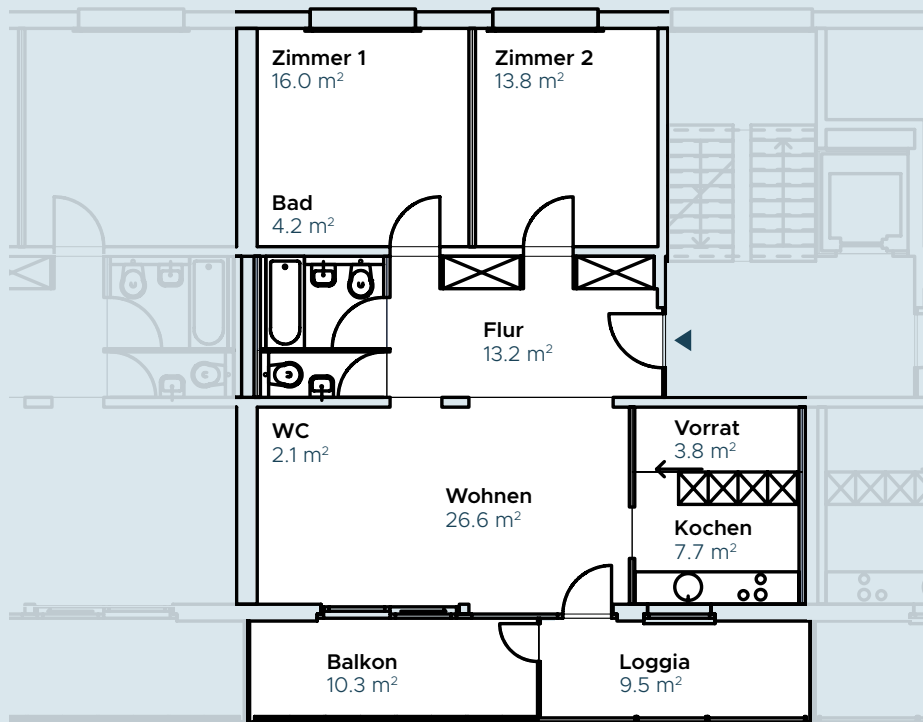 Zimmer 1
16.0 m²
Zimmer 2
13.8 m²
Bad
4.2 m²
Flur
13.2 m²
WC
2.1 m²
Vorrat
3.8 m²
Wohnen
26.6 m²
Kochen
7.7 m²
Balkon
10.3 m²
Loggia
9.5 m²